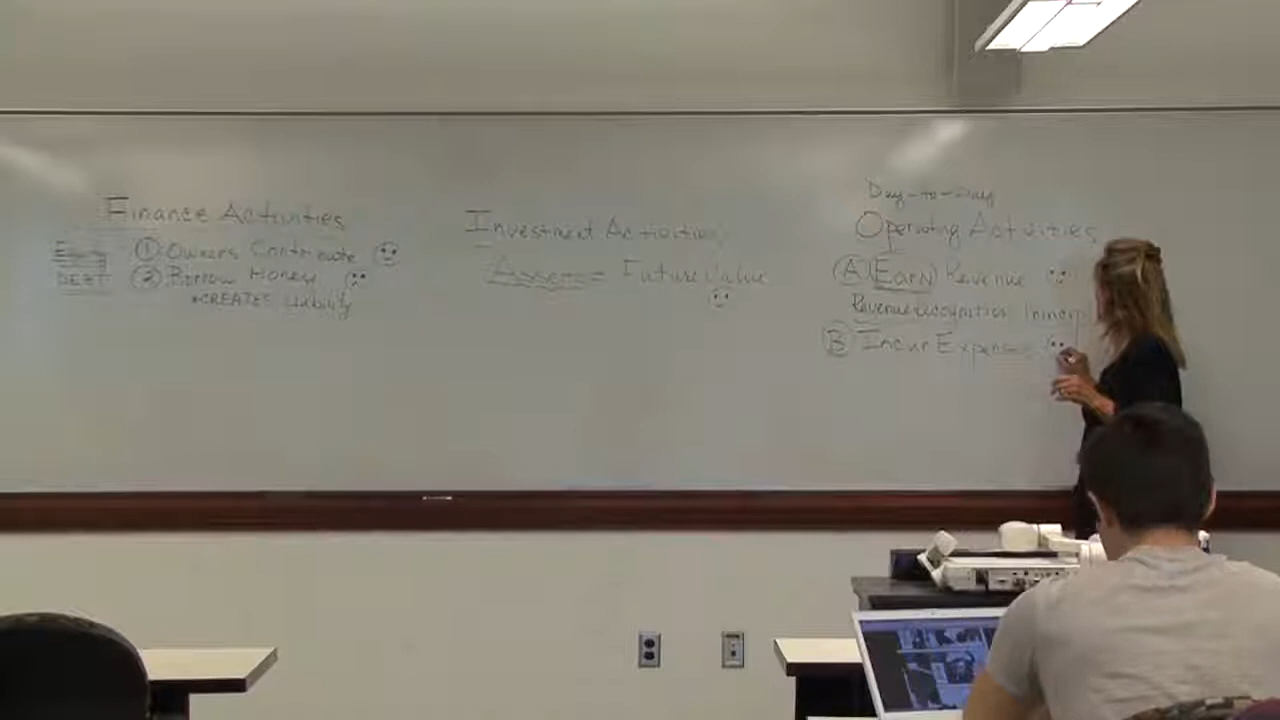 Finance Activities
Equity ① Owners Contribute
DEBT ② Borrow Money
*CREATES Liability
Investment Activities
Assets = Future Value
Day-to-Day
Operating Activities
Ⓐ Earn Revenue
Revenue recognition Princip
Ⓑ Incur Expenses